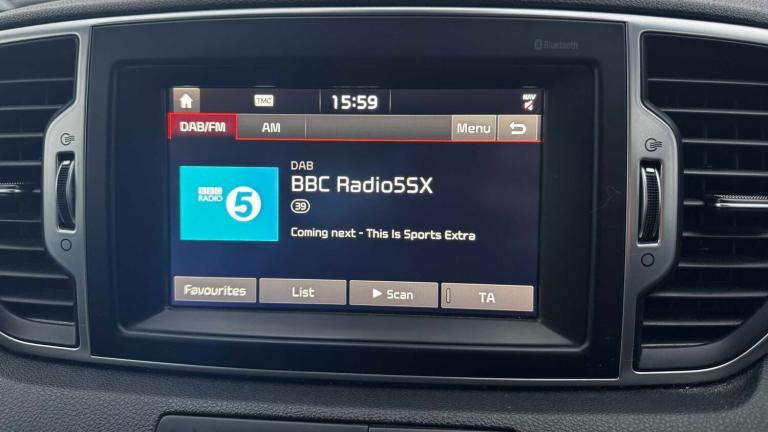 Bluetooth
TMC 15:59 NAV
DAB/FM AM Menu
DAB
BBC RADIO 5
BBC Radio5SX
39
Coming next - This Is Sports Extra
Favourites List Scan TA